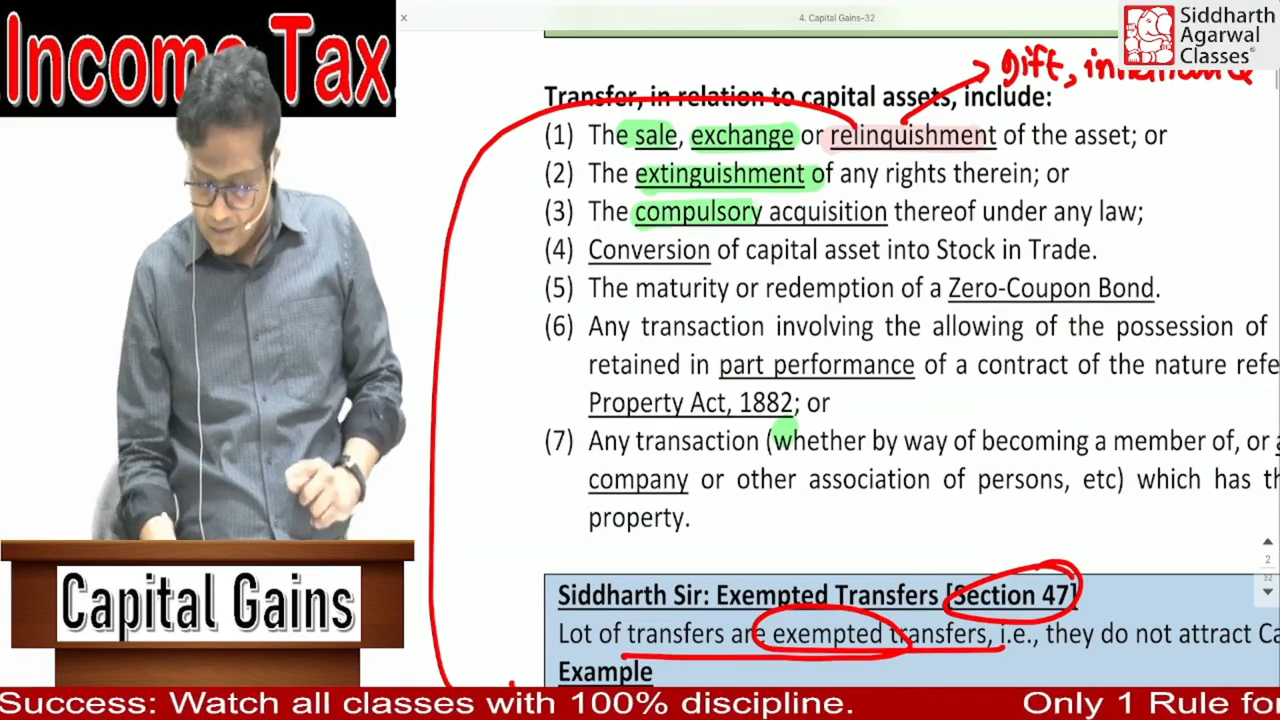 Income Tax.
4. Capital Gains-32
Siddharth
Agarwal
Classes
gift,
Transfer, in relation to capital assets, include:
(1) The sale, exchange or relinquishment of the asset; or
(2) The extinguishment of any rights therein; or
(3) The compulsory acquisition thereof under any law;
(4) Conversion of capital asset into Stock in Trade.
(5) The maturity or redemption of a Zero-Coupon Bond.
(6) Any transaction involving the allowing of the possession of
retained in part performance of a contract of the nature refe
Property Act, 1882; or
(7) Any transaction (whether by way of becoming a member of, or
company or other association of persons, etc) which has th
property.
2
32
Siddharth Sir: Exempted Transfers [Section 47]
Lot of transfers are exempted transfers, i.e., they do not attract Ca
Example
Capital Gains
Success: Watch all classes with 100% discipline.
Only 1 Rule for